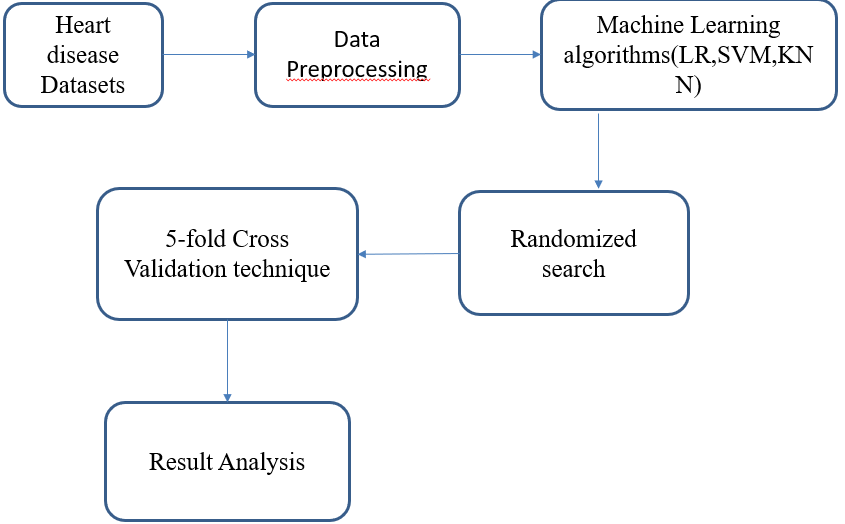 Heart
disease
Datasets
Data
Preprocessing
Machine Learning
algorithms(LR,SVM,KN
N)
Randomized
search
5-fold Cross
Validation technique
Result Analysis